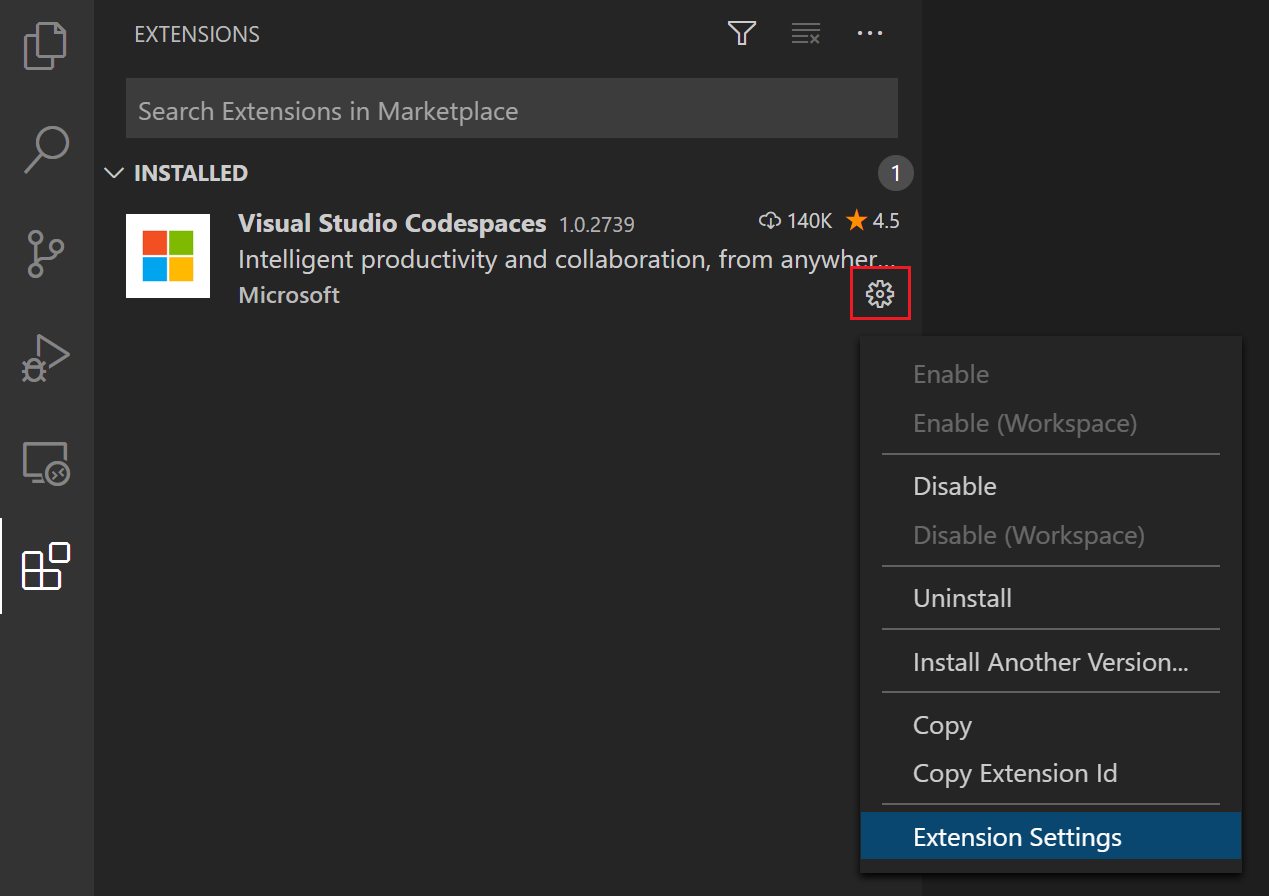 EXTENSIONS
Search Extensions in Marketplace
INSTALLED 1
Visual Studio Codespaces 1.0.2739 140K 4.5
Intelligent productivity and collaboration, from anywher...
Microsoft
Enable
Enable (Workspace)
Disable
Disable (Workspace)
Uninstall
Install Another Version...
Copy
Copy Extension Id
Extension Settings